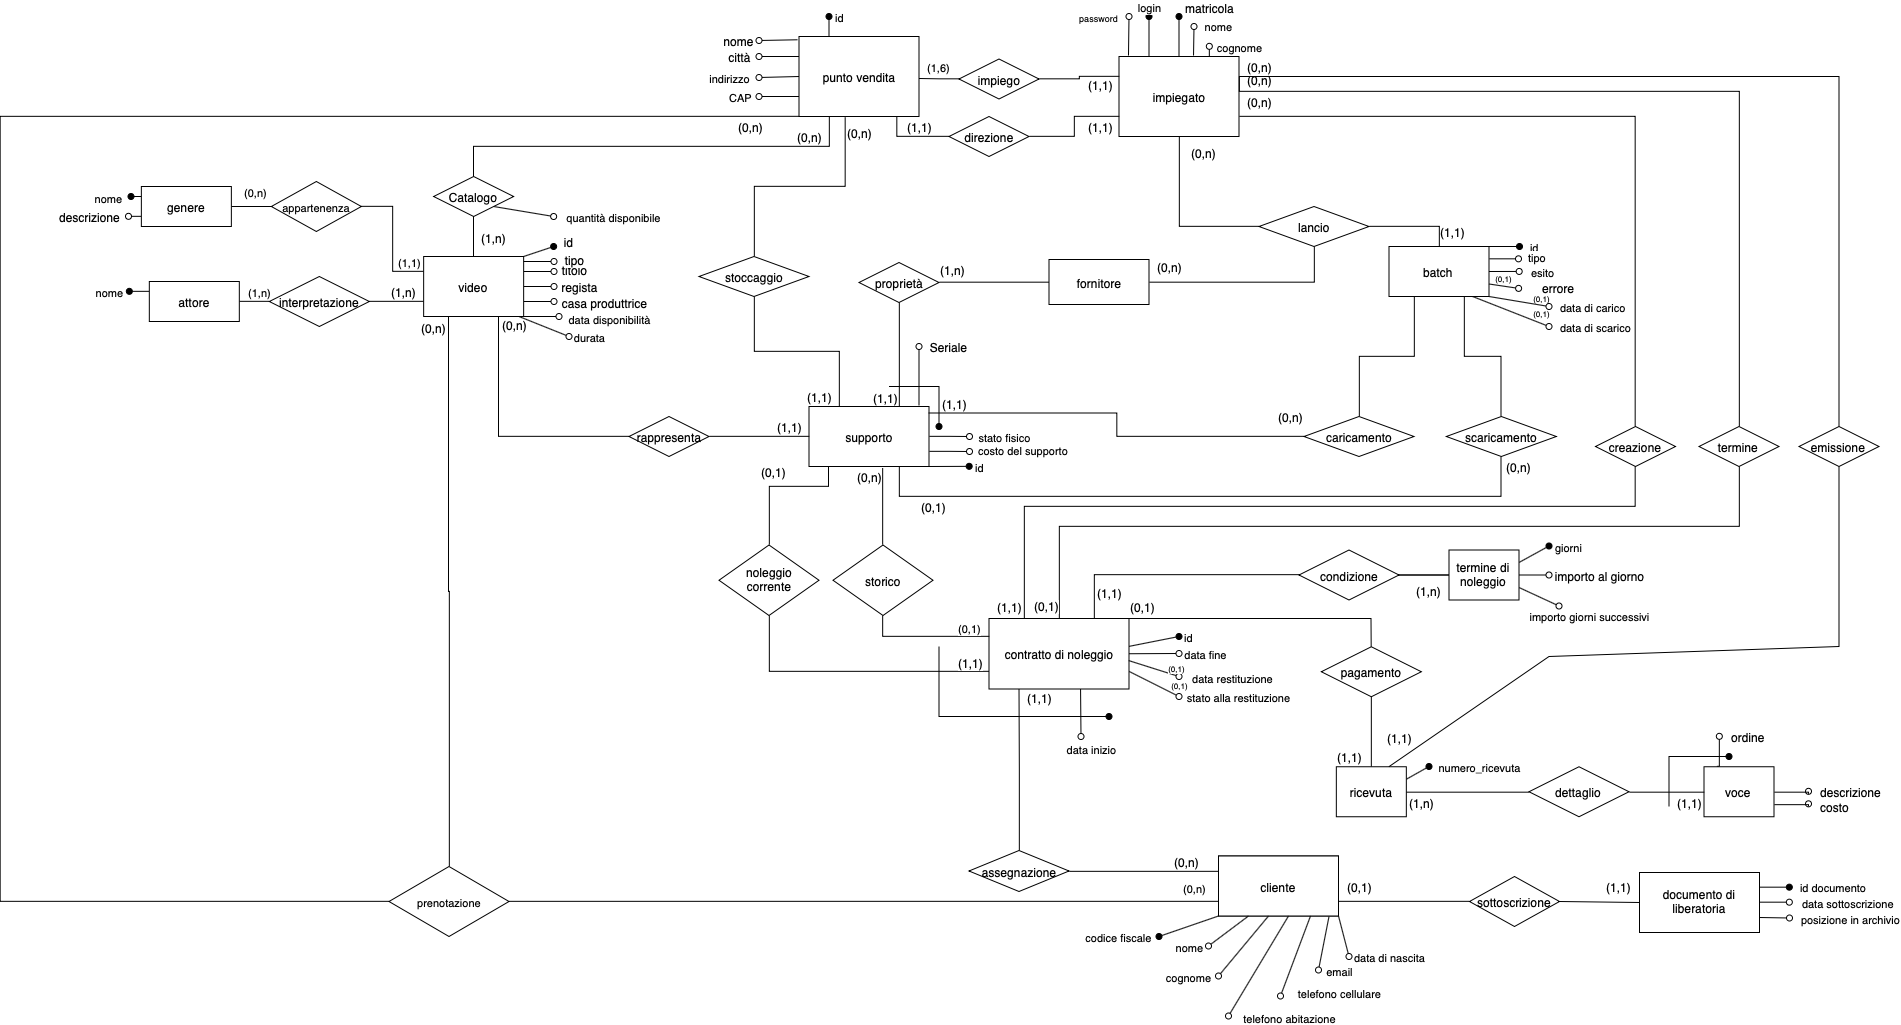 id
nome
città
indirizzo
CAP
punto vendita
(1,6)
impiego
(1,1)
password
login
matricola
nome
cognome
impiegato
(0,n)
(0,n)
(0,n)
(0,n)
(0,n)
(0,n)
(1,1)
direzione
(1,1)
(0,n)
nome
descrizione
genere
(0,n)
appartenenza
Catalogo
quantità disponibile
(1,n)
(1,1)
nome
attore
(1,n)
interpretazione
(1,n)
video
id
tipo
titolo
regista
casa produttrice
data disponibilità
durata
(0,n)
(0,n)
stoccaggio
proprietà
(1,n)
fornitore
(0,n)
lancio
(1,1)
batch
id
tipo
esito
(0,1)
errore
(0,1)
data di carico
(0,1)
data di scarico
Seriale
(1,1)
(1,1)
(1,1)
rappresenta
(1,1)
supporto
stato fisico
costo del supporto
id
(0,n)
caricamento
scaricamento
(0,n)
creazione
termine
emissione
(0,1)
(0,n)
(0,1)
noleggio
corrente
storico
condizione
(1,n)
termine di
noleggio
giorni
importo al giorno
importo giorni successivi
(1,1)
(0,1)
(1,1)
(0,1)
(0,1)
(1,1)
contratto di noleggio
id
data fine
(0,1)
data restituzione
(0,1)
stato alla restituzione
(1,1)
data inizio
pagamento
(1,1)
(1,1)
ricevuta
numero_ricevuta
(1,n)
dettaglio
(1,1)
voce
ordine
descrizione
costo
assegnazione
(0,n)
(0,n)
prenotazione
cliente
(0,1)
sottoscrizione
(1,1)
documento di
liberatoria
id documento
data sottoscrizione
posizione in archivio
codice fiscale
nome
cognome
telefono abitazione
telefono cellulare
email
data di nascita